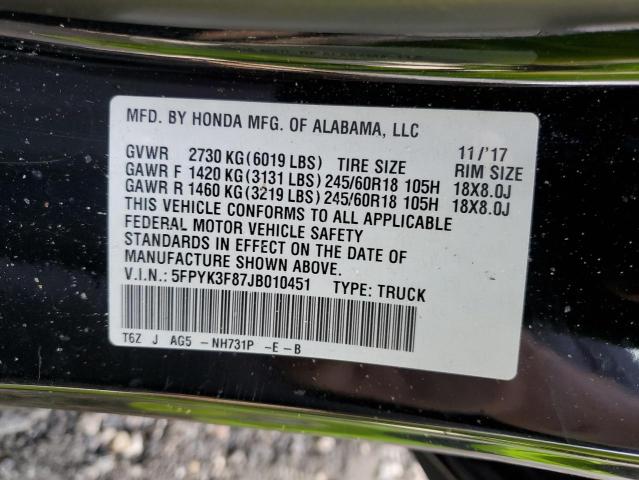 MFD. BY HONDA MFG. OF ALABAMA, LLC
GVWR 2730 KG (6019 LBS) TIRE SIZE 11/'17 RIM SIZE
GAWR F 1420 KG (3131 LBS) 245/60R18 105H 18X8.0J
GAWR R 1460 KG (3219 LBS) 245/60R18 105H 18X8.0J
THIS VEHICLE CONFORMS TO ALL APPLICABLE
FEDERAL MOTOR VEHICLE SAFETY
STANDARDS IN EFFECT ON THE DATE OF
MANUFACTURE SHOWN ABOVE.
V.I.N.: 5FPYK3F87JB010451 TYPE: TRUCK
T6Z J AG5 -NH731P -E -B